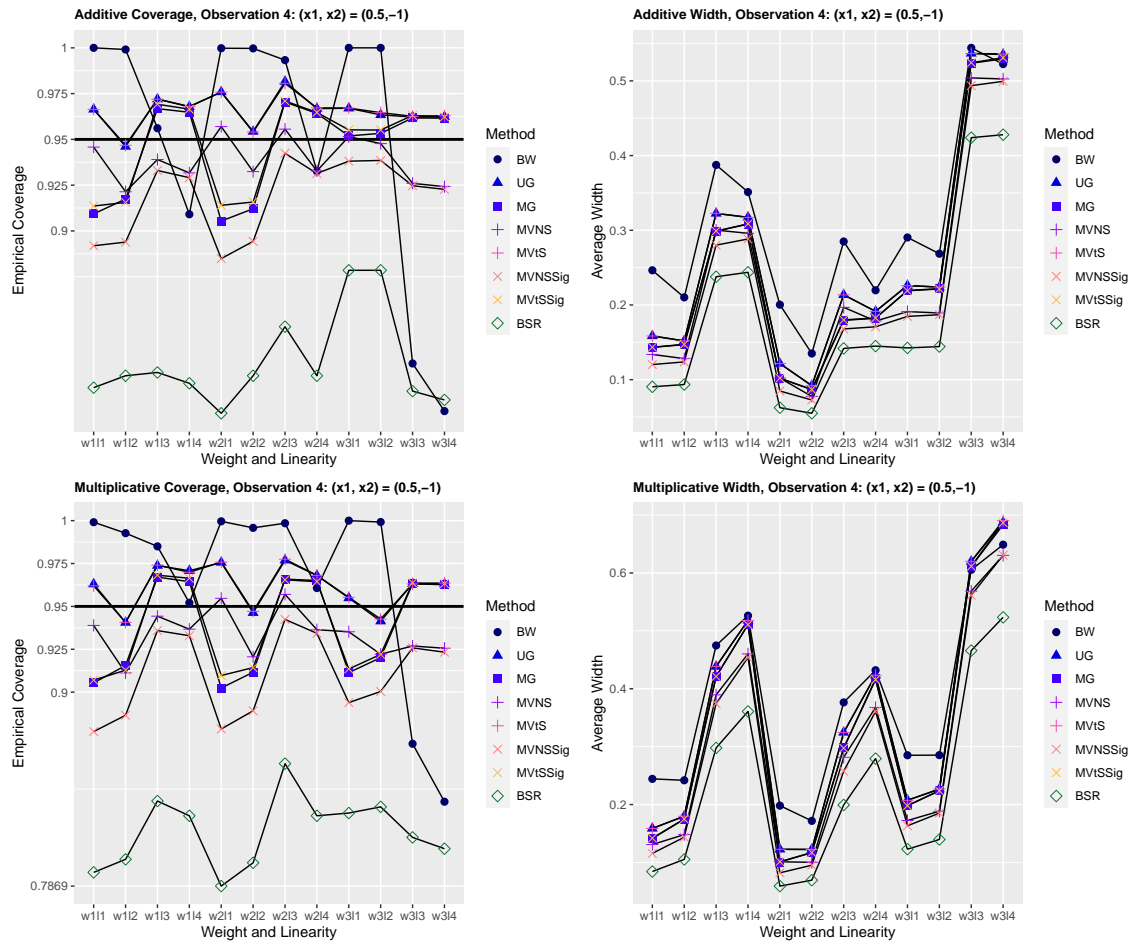 Additive Coverage, Observation 4: (x1, x2) = (0.5,−1)
Empirical Coverage
1
0.975
0.95
0.925
0.9
w1l1 w1l2 w1l3 w1l4 w2l1 w2l2 w2l3 w2l4 w3l1 w3l2 w3l3 w3l4
Weight and Linearity
Method
BW
UG
MG
MVNS
MVtS
MVNSSig
MVtSSig
BSR
Additive Width, Observation 4: (x1, x2) = (0.5,−1)
Average Width
0.5
0.4
0.3
0.2
0.1
w1l1 w1l2 w1l3 w1l4 w2l1 w2l2 w2l3 w2l4 w3l1 w3l2 w3l3 w3l4
Weight and Linearity
Method
BW
UG
MG
MVNS
MVtS
MVNSSig
MVtSSig
BSR
Multiplicative Coverage, Observation 4: (x1, x2) = (0.5,−1)
Empirical Coverage
1
0.975
0.95
0.925
0.9
0.7869
w1l1 w1l2 w1l3 w1l4 w2l1 w2l2 w2l3 w2l4 w3l1 w3l2 w3l3 w3l4
Weight and Linearity
Method
BW
UG
MG
MVNS
MVtS
MVNSSig
MVtSSig
BSR
Multiplicative Width, Observation 4: (x1, x2) = (0.5,−1)
Average Width
0.6
0.4
0.2
w1l1 w1l2 w1l3 w1l4 w2l1 w2l2 w2l3 w2l4 w3l1 w3l2 w3l3 w3l4
Weight and Linearity
Method
BW
UG
MG
MVNS
MVtS
MVNSSig
MVtSSig
BSR